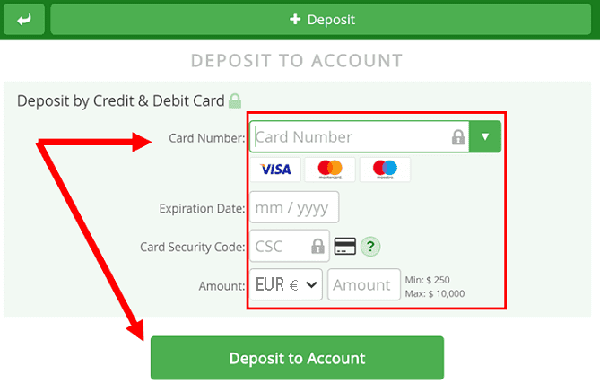 + Deposit
DEPOSIT TO ACCOUNT
Deposit by Credit & Debit Card
Card Number: Card Number
VISA
Expiration Date: mm / yyyy
Card Security Code: CSC ?
Amount: EUR € Amount Min: $ 250
Max: $ 10,000
Deposit to Account